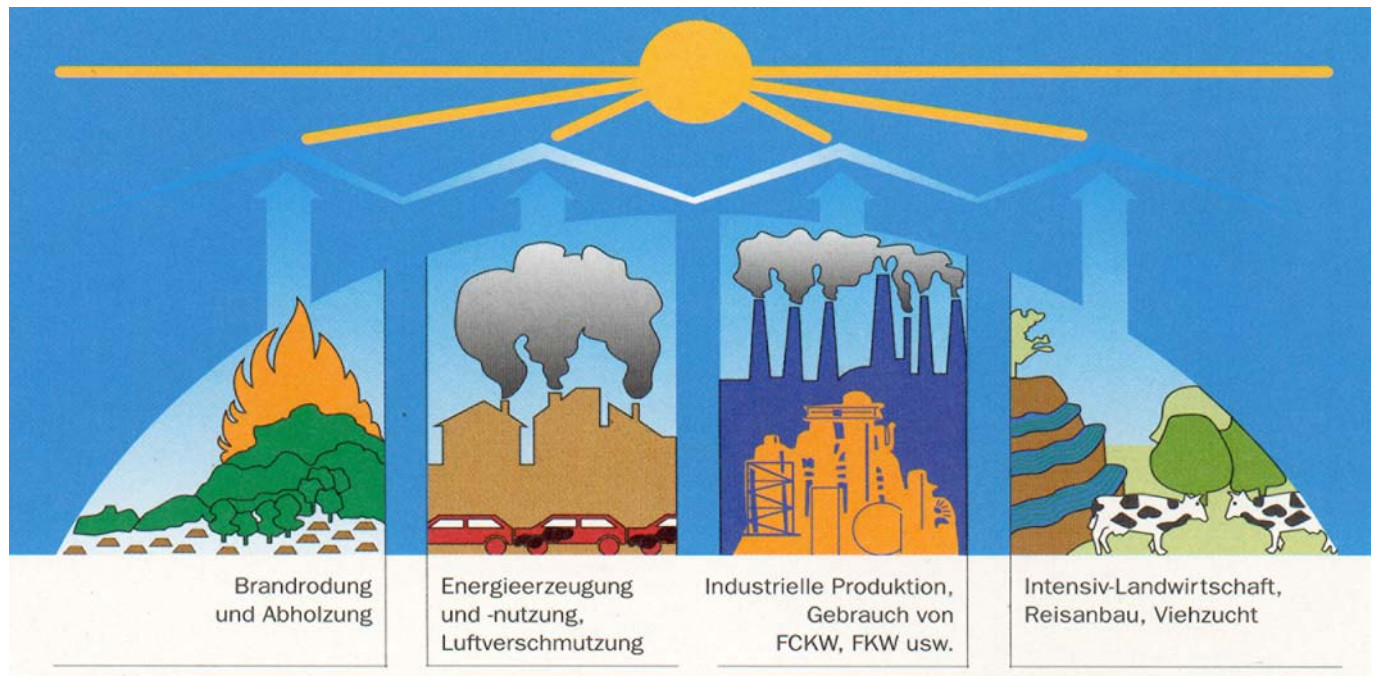 Brandrodung
und Abholzung
Energieerzeugung
und -nutzung,
Luftverschmutzung
Industrielle Produktion,
Gebrauch von
FCKW, FKW usw.
Intensiv-Landwirtschaft,
Reisanbau, Viehzucht